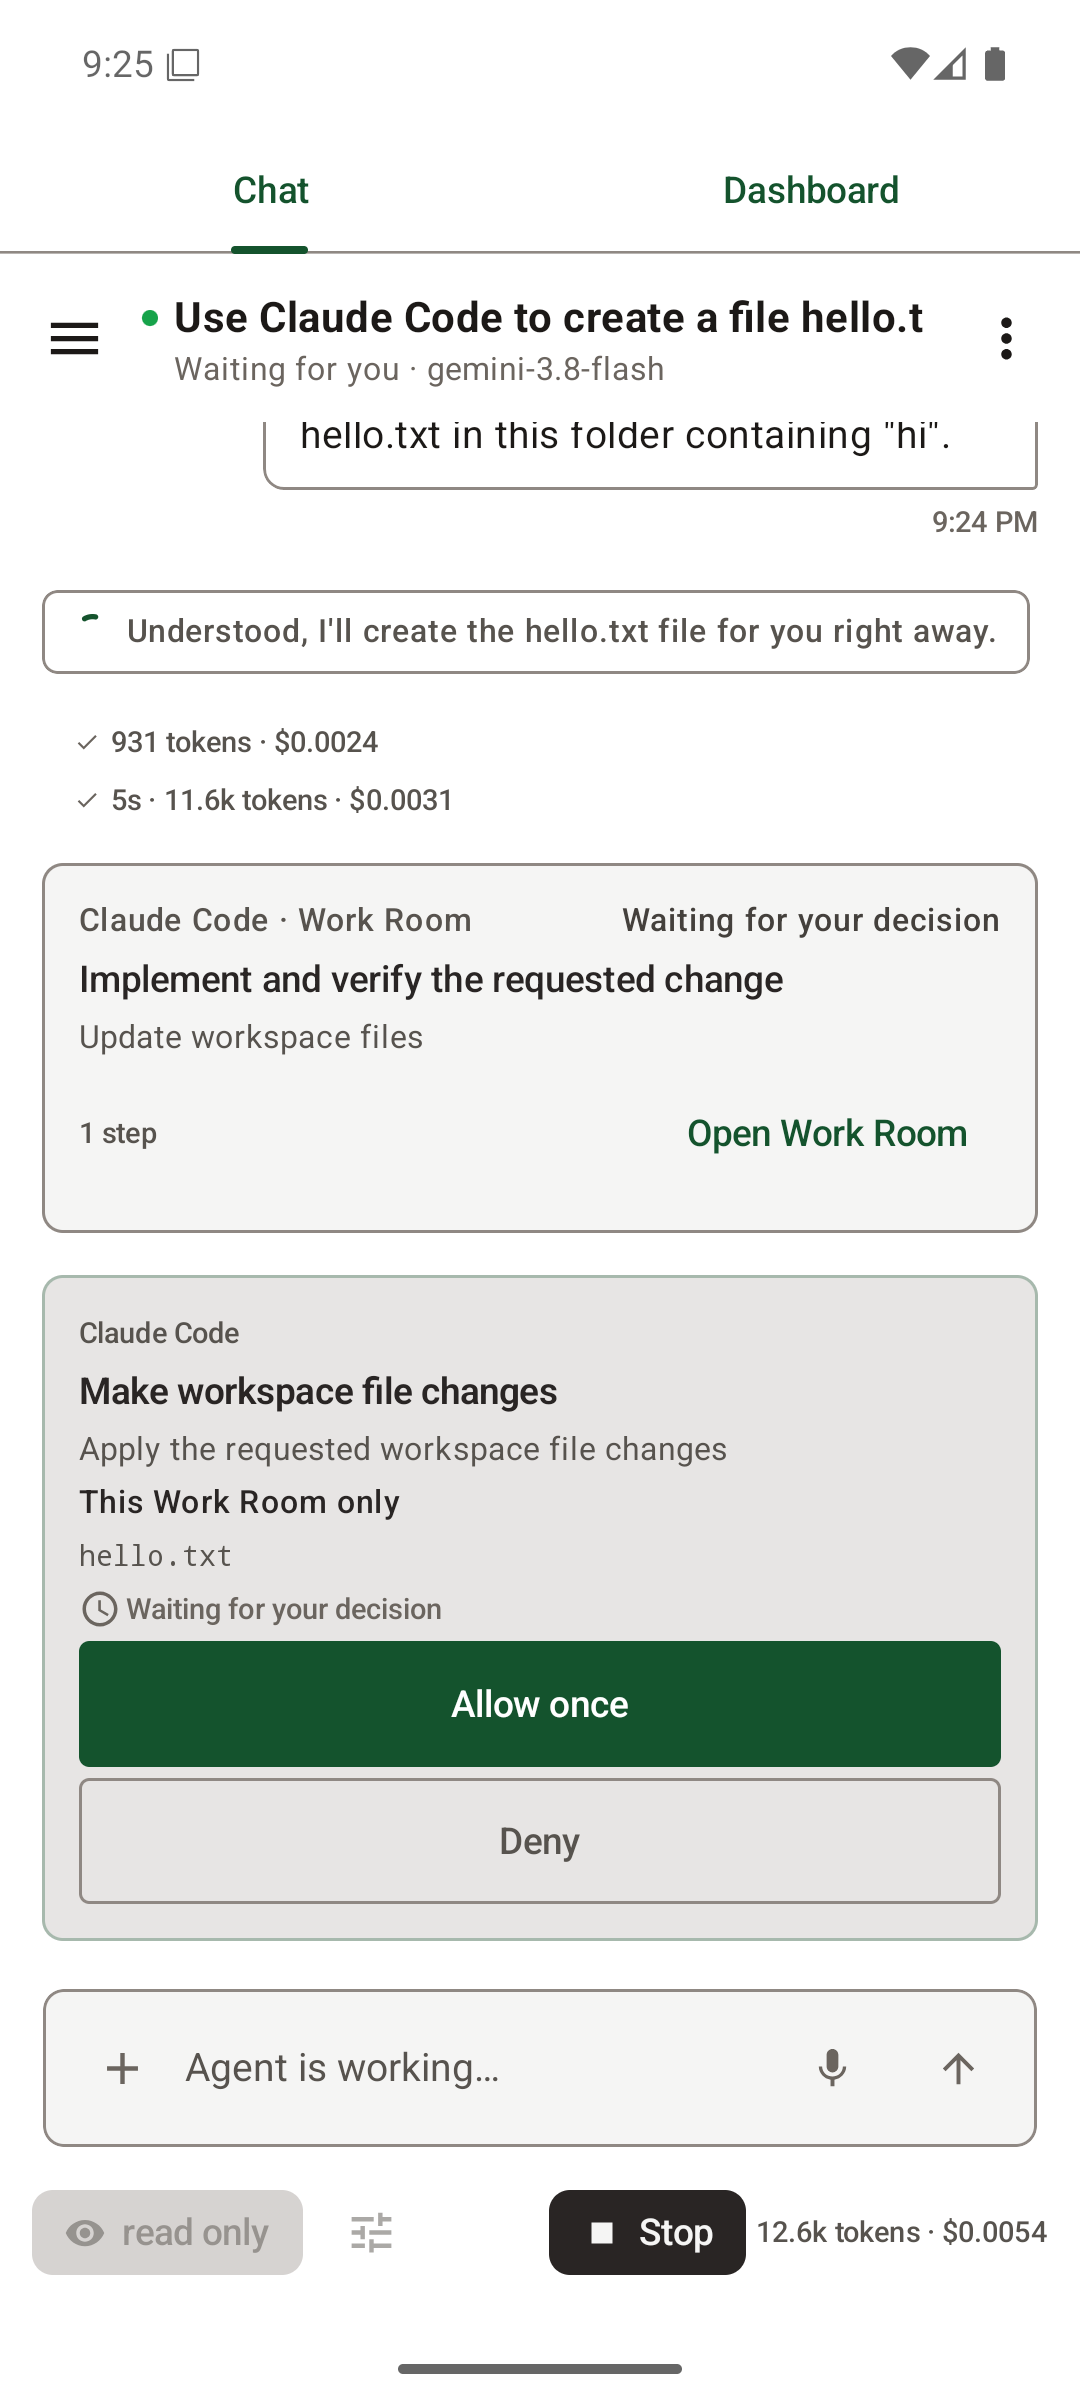 9:25
Chat
Dashboard
Use Claude Code to create a file hello.t
Waiting for you · gemini-3.8-flash
hello.txt in this folder containing "hi".
9:24 PM
Understood, I'll create the hello.txt file for you right away.
931 tokens · $0.0024
5s · 11.6k tokens · $0.0031
Claude Code · Work Room
Waiting for your decision
Implement and verify the requested change
Update workspace files
1 step
Open Work Room
Claude Code
Make workspace file changes
Apply the requested workspace file changes
This Work Room only
hello.txt
Waiting for your decision
Allow once
Deny
Agent is working...
read only
Stop
12.6k tokens · $0.0054